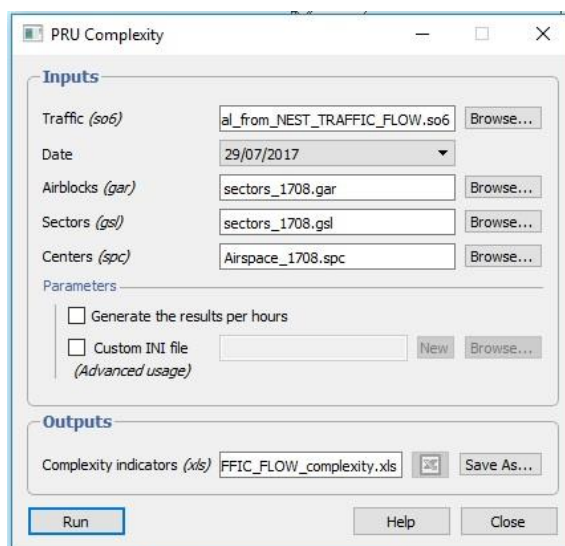 PRU Complexity
Inputs
Traffic (so6) al_from_NEST_TRAFFIC_FLOW.so6 Browse...
Date 29/07/2017
Airblocks (gar) sectors_1708.gar Browse...
Sectors (gsl) sectors_1708.gsl Browse...
Centers (spc) Airspace_1708.spc Browse...
Parameters
Generate the results per hours
Custom INI file New Browse...
(Advanced usage)
Outputs
Complexity indicators (xls) FFIC_FLOW_complexity.xls Save As...
Run Help Close